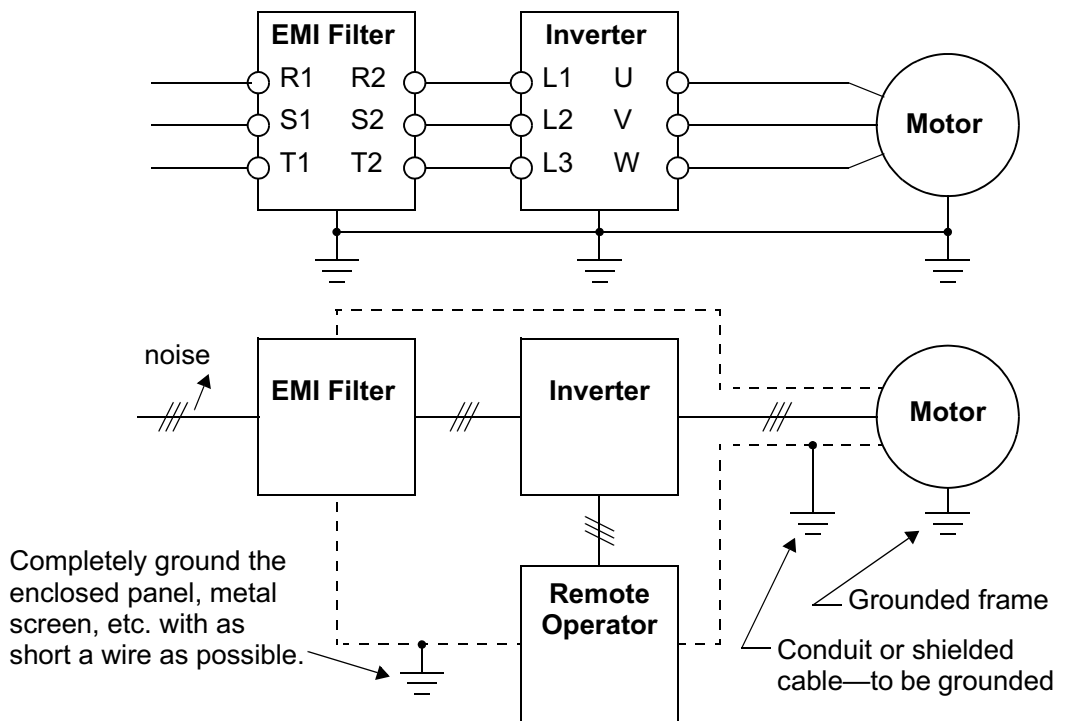 EMI Filter
R1 R2
S1 S2
T1 T2
Inverter
L1 U
L2 V
L3 W
Motor
noise
EMI Filter
Inverter
Motor
Remote
Operator
Completely ground the
enclosed panel, metal
screen, etc. with as
short a wire as possible.
Grounded frame
Conduit or shielded
cable—to be grounded